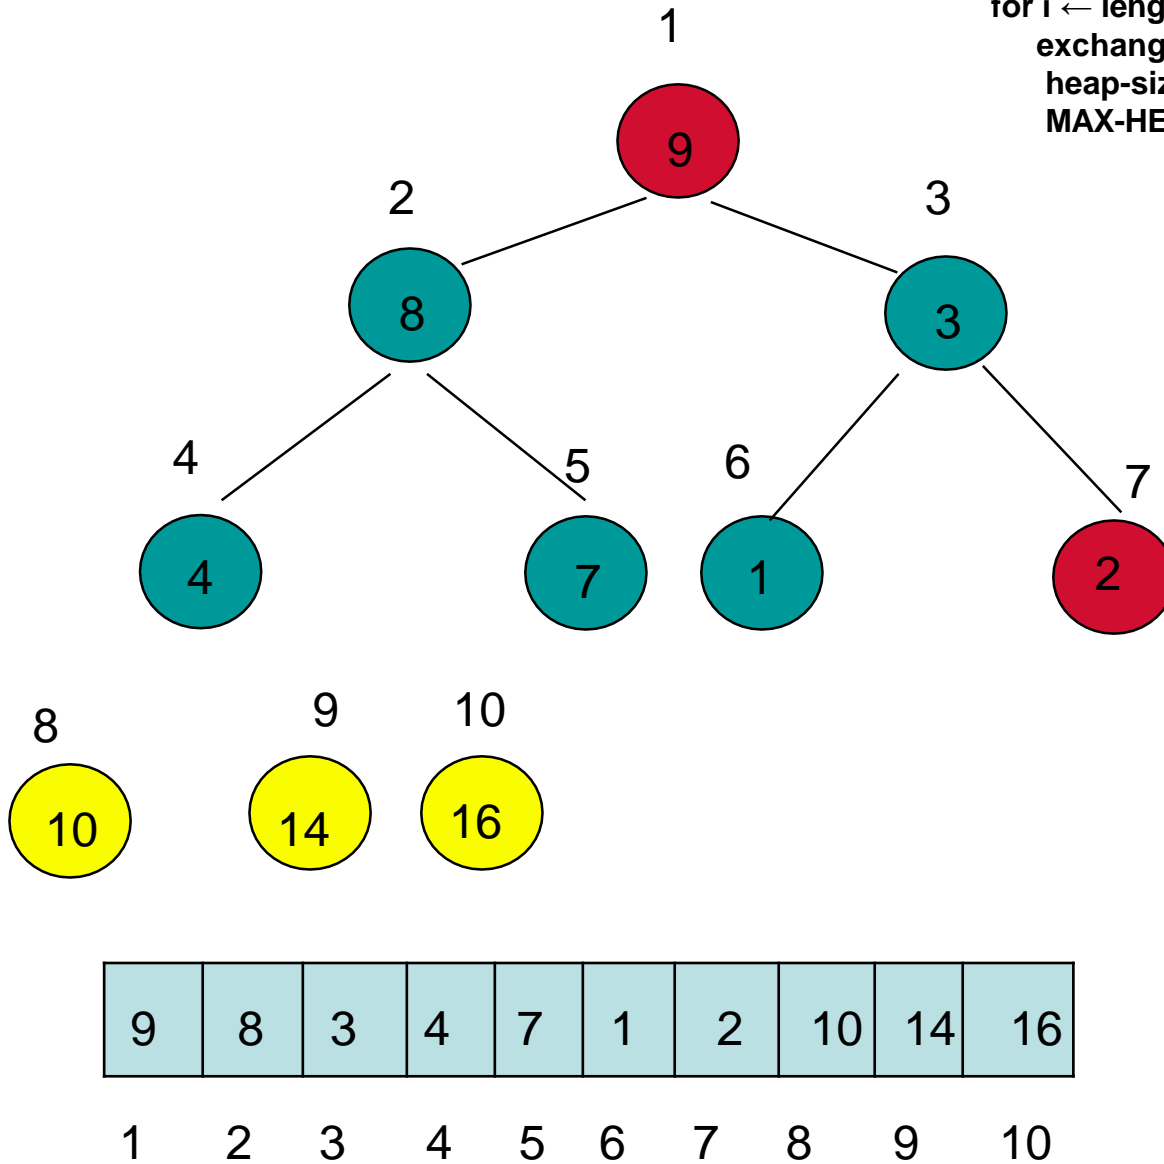 for i ← leng
1
exchang
heap-siz
MAX-HE
9
2 3
8 3
4 5 6 7
4 7 1 2
8 9 10
10 14 16
9 8 3 4 7 1 2 10 14 16
1 2 3 4 5 6 7 8 9 10